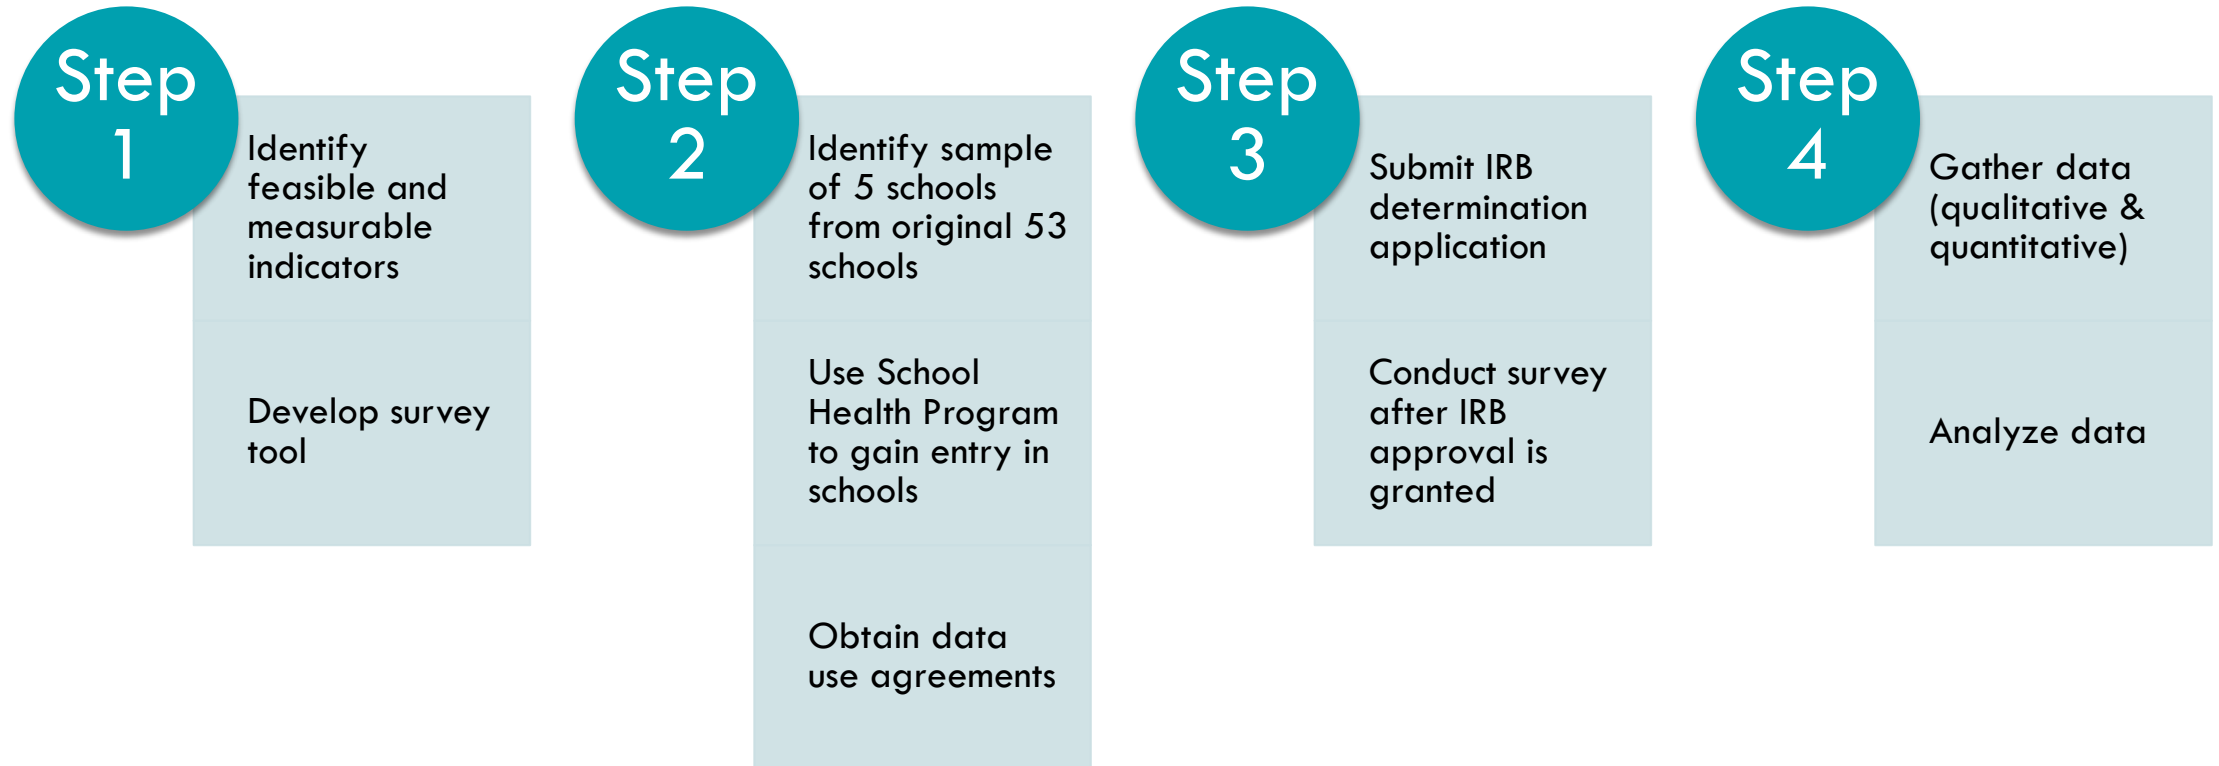 Step
1
Identify
feasible and
measurable
indicators
Develop survey
tool
Step
2
Identify sample
of 5 schools
from original 53
schools
Use School
Health Program
to gain entry in
schools
Obtain data
use agreements
Step
3
Submit IRB
determination
application
Conduct survey
after IRB
approval is
granted
Step
4
Gather data
(qualitative &
quantitative)
Analyze data